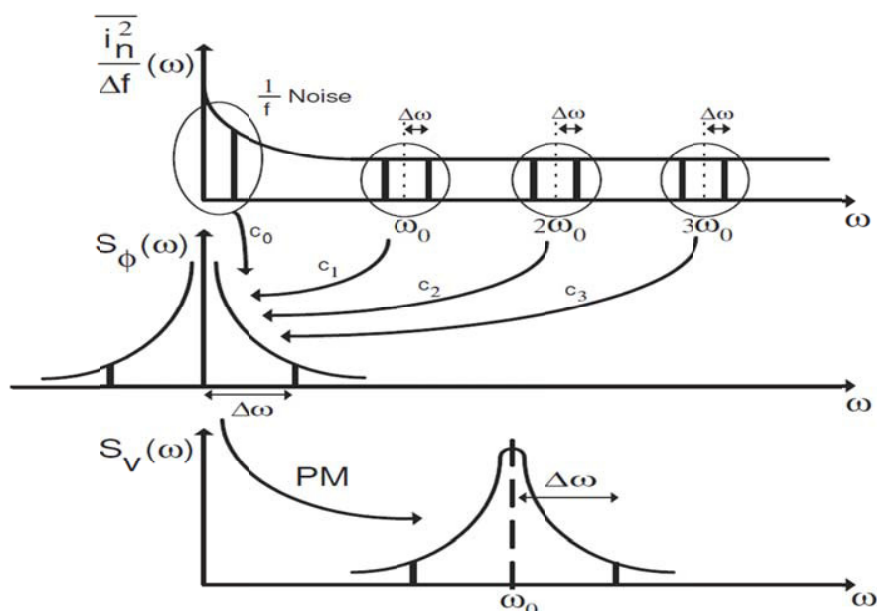 i_n^2
Δf (ω)
1
f Noise
Δω Δω Δω
ω
ω0 2ω0 3ω0
c0
Sϕ(ω)
c1
c2
c3
Δω ω
Sv(ω)
PM
Δω
ω0 ω